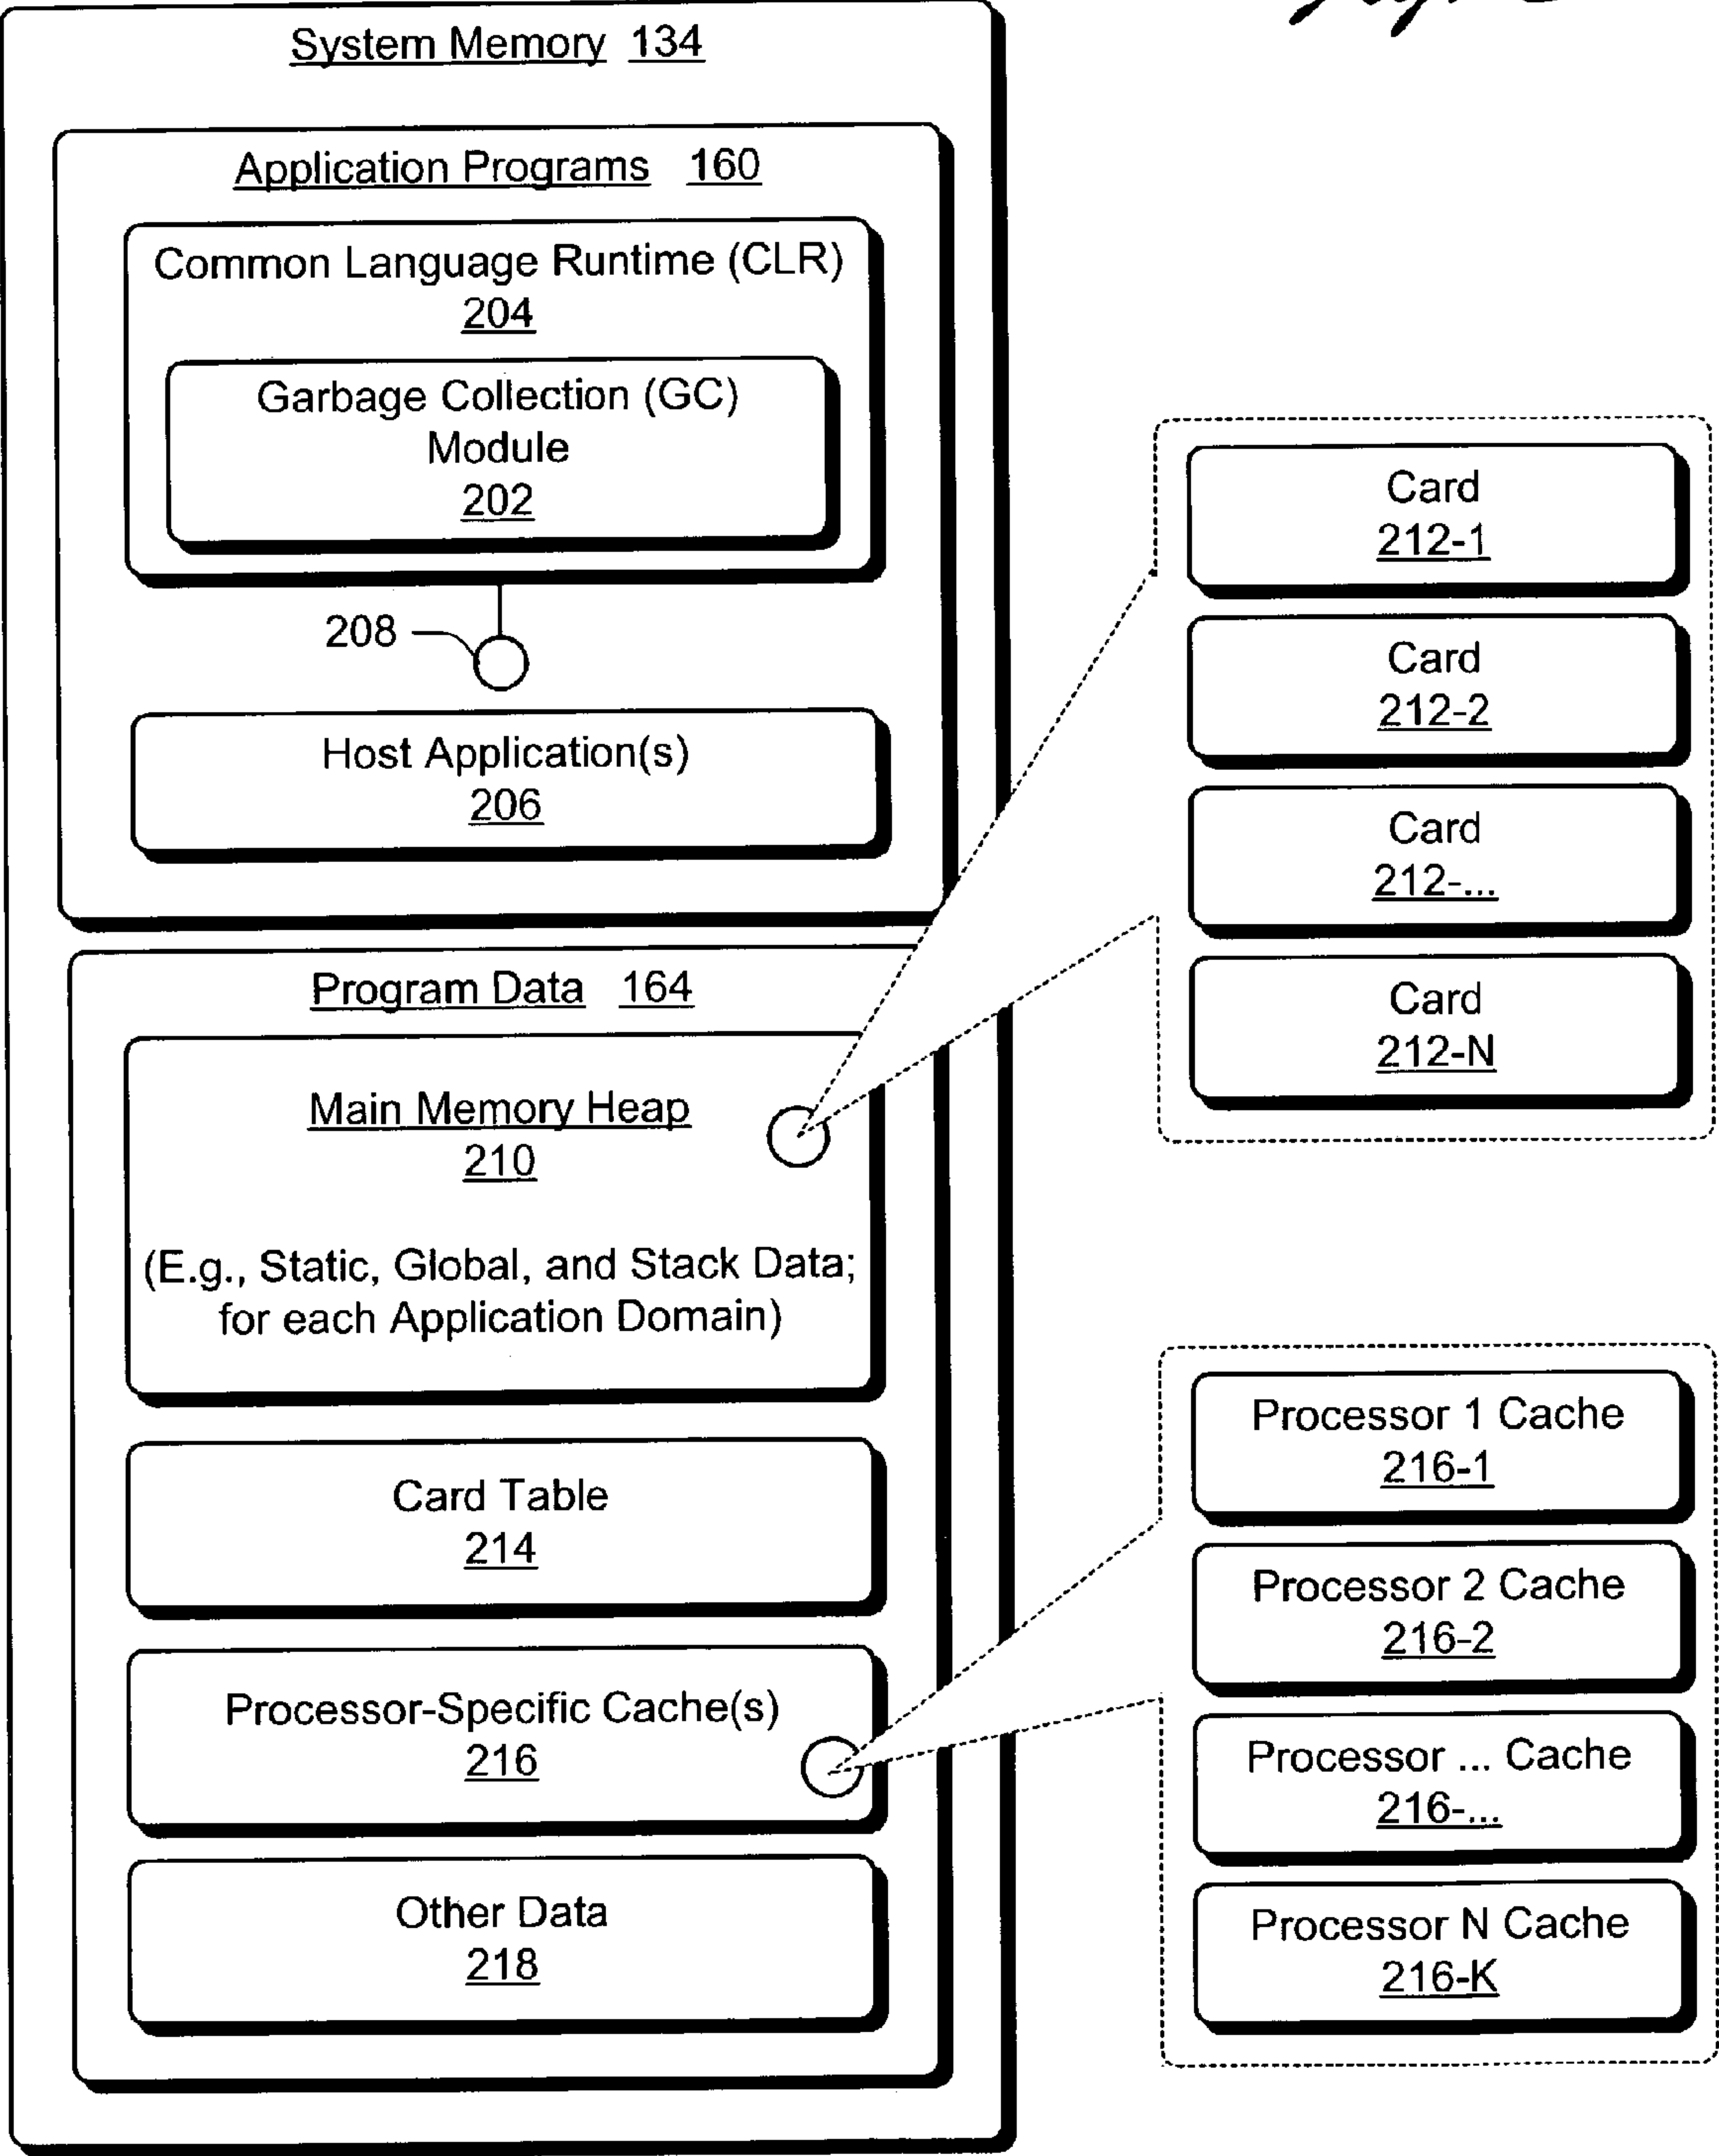 System Memory 134
Application Programs 160
Common Language Runtime (CLR)
204
Garbage Collection (GC)
Module
202
208
Host Application(s)
206
Program Data 164
Main Memory Heap
210
(E.g., Static, Global, and Stack Data;
for each Application Domain)
Card Table
214
Processor-Specific Cache(s)
216
Other Data
218
Card
212-1
Card
212-2
Card
212-...
Card
212-N
Processor 1 Cache
216-1
Processor 2 Cache
216-2
Processor ... Cache
216-...
Processor N Cache
216-K